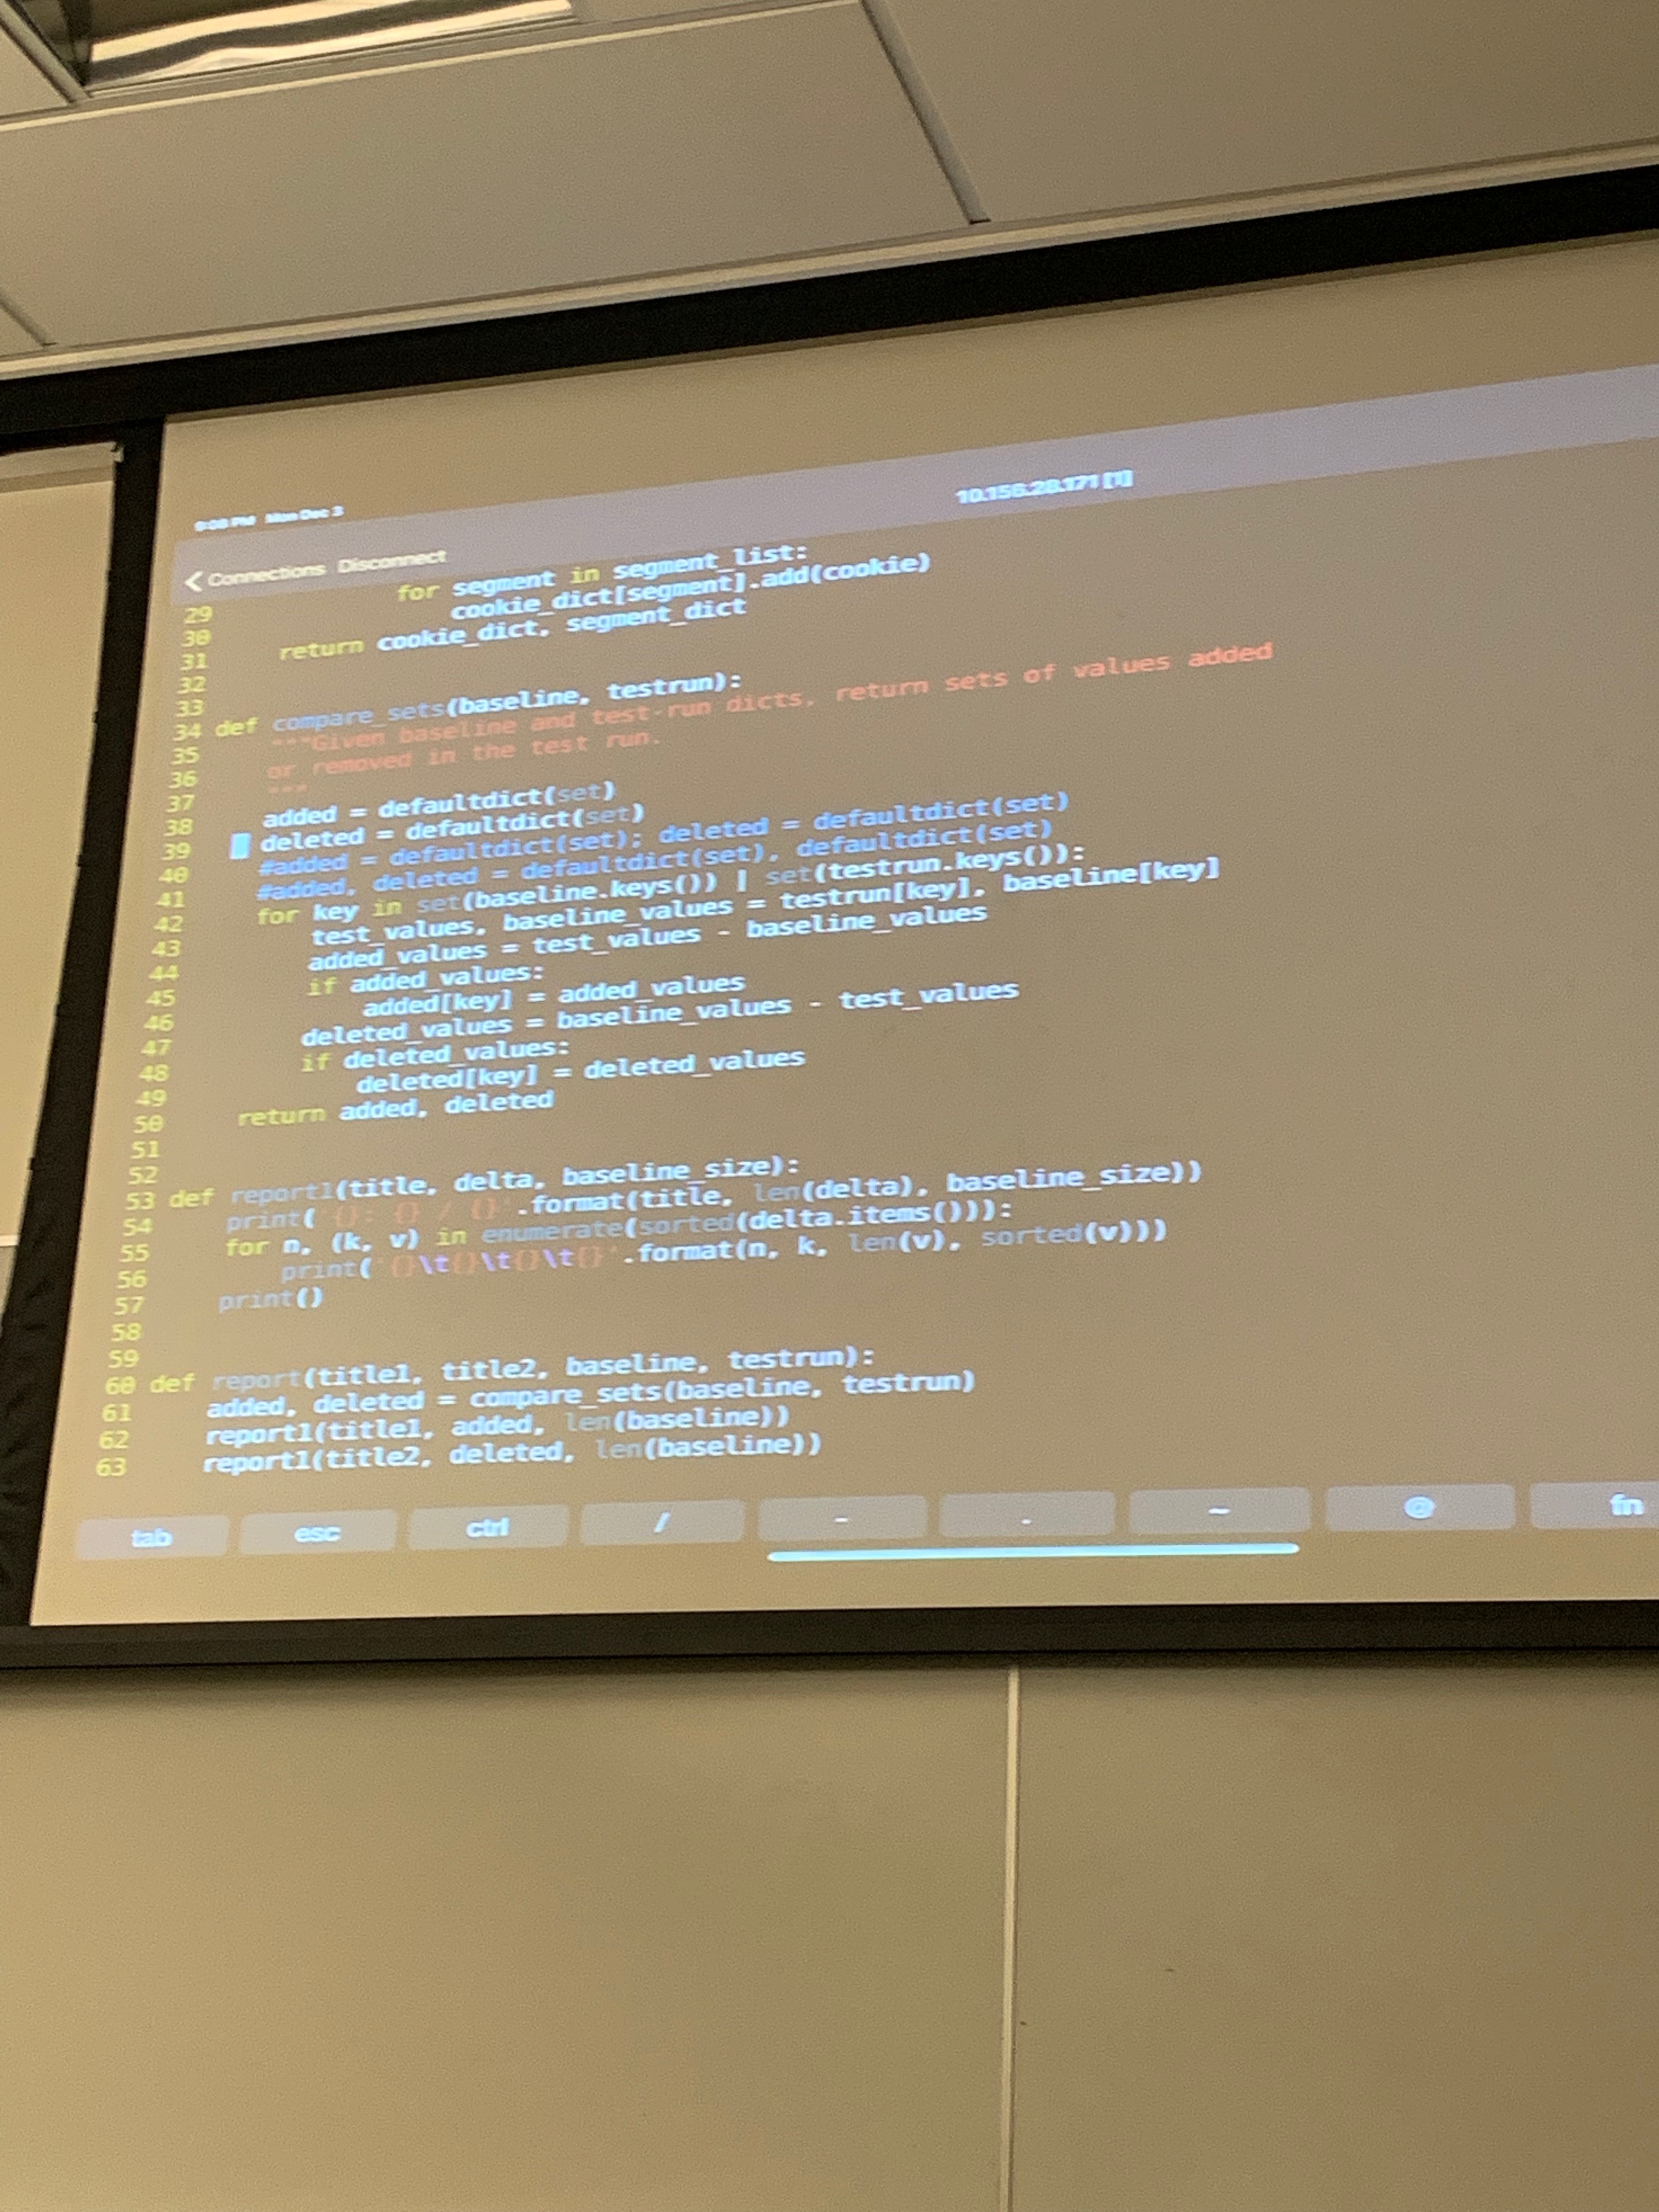 9:08 PM Mon Dec 3
10.156.28.171 [1]
Connections Disconnect
29 for segment in segment_list:
30 cookie_dict[segment].add(cookie)
31 return cookie_dict, segment_dict
32
33
34 def compare_sets(baseline, testrun):
35 """Given baseline and test-run dicts, return sets of values added
36 or removed in the test run.
37 """
38 added = defaultdict(set)
39 deleted = defaultdict(set)
40 #added = defaultdict(set); deleted = defaultdict(set)
41 #added, deleted = defaultdict(set), defaultdict(set)
42 for key in set(baseline.keys()) | set(testrun.keys()):
43 test_values, baseline_values = testrun[key], baseline[key]
44 added_values = test_values - baseline_values
45 if added_values:
46 added[key] = added_values
47 deleted_values = baseline_values - test_values
48 if deleted_values:
49 deleted[key] = deleted_values
50 return added, deleted
51
52
53 def report1(title, delta, baseline_size):
54 print('{}: {} / {}'.format(title, len(delta), baseline_size))
55 for n, (k, v) in enumerate(sorted(delta.items())):
56 print('{}\t{}\t{}\t{}'.format(n, k, len(v), sorted(v)))
57 print()
58
59
60 def report(title1, title2, baseline, testrun):
61 added, deleted = compare_sets(baseline, testrun)
62 report1(title1, added, len(baseline))
63 report1(title2, deleted, len(baseline))
tab esc ctrl / - . ~ @ fn